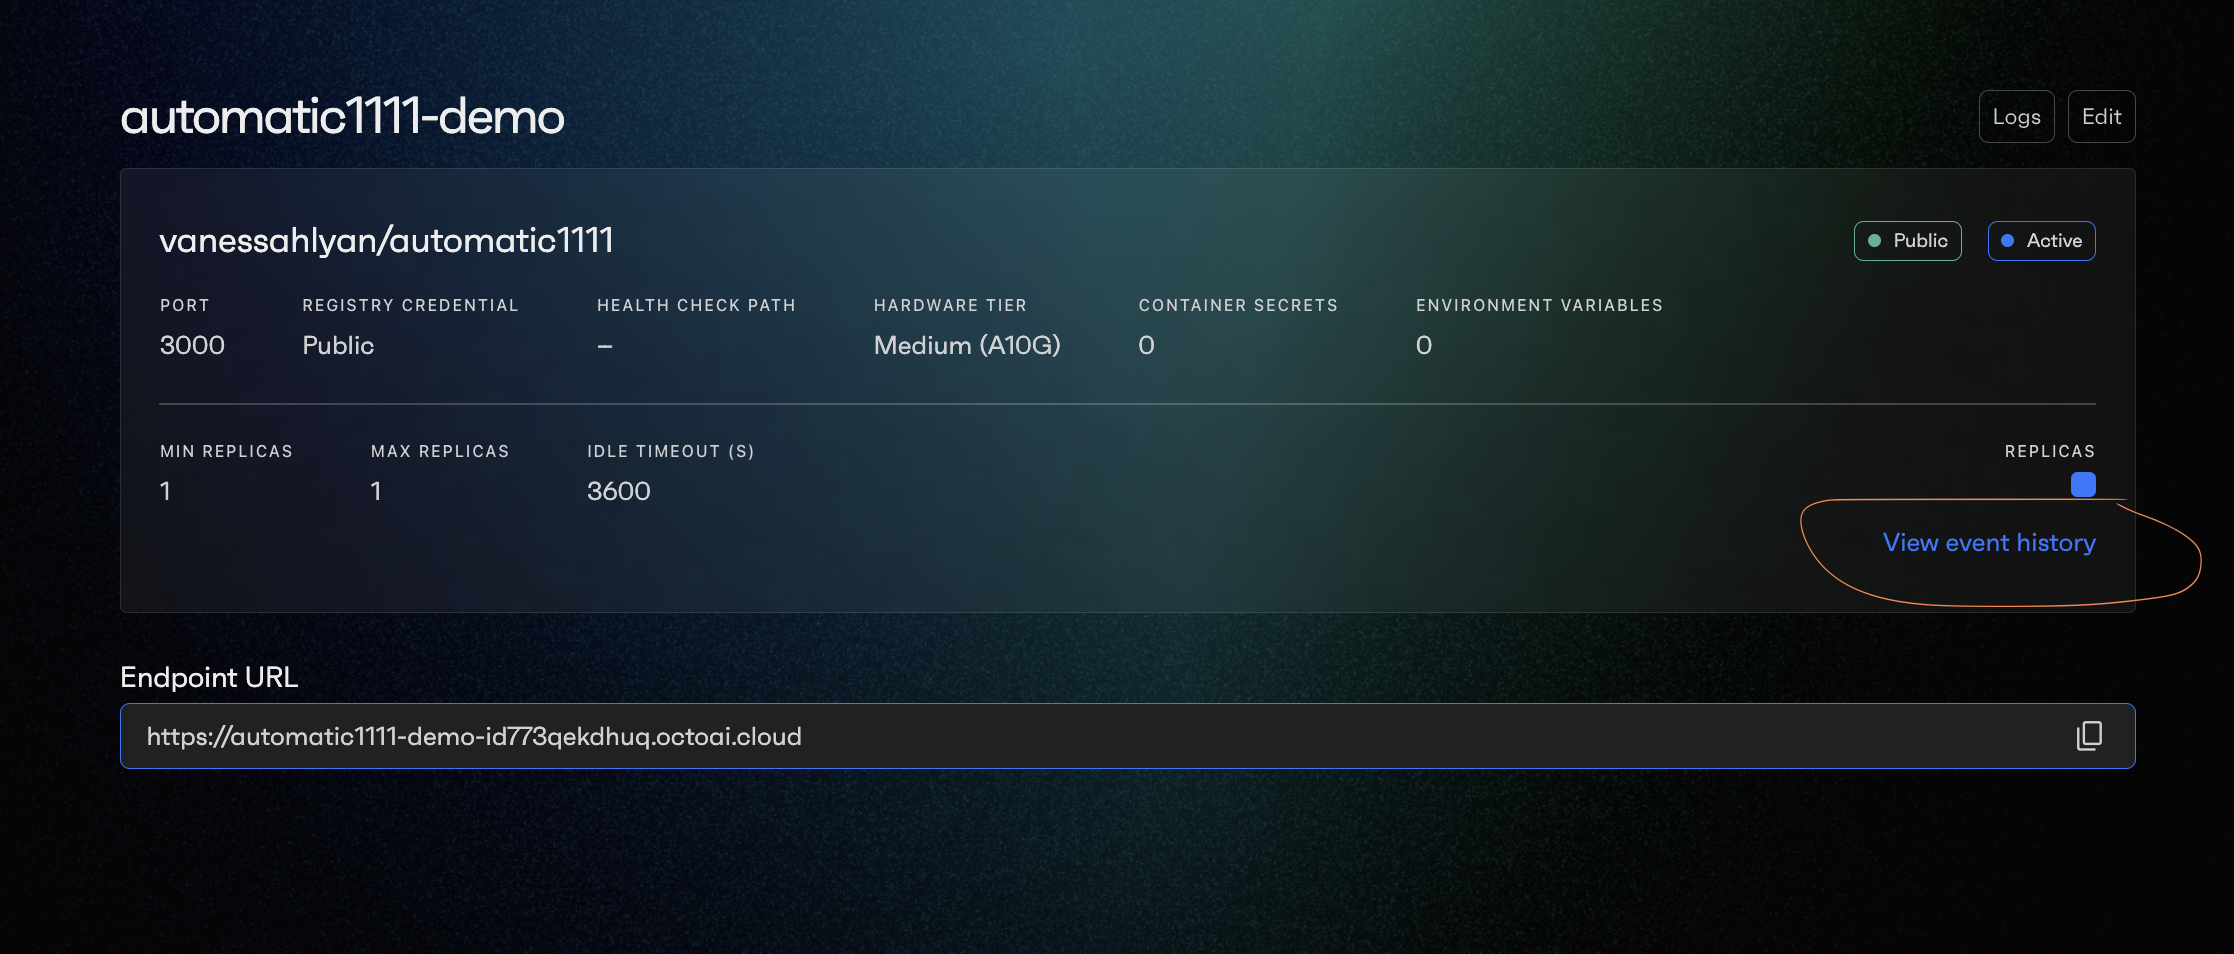 automatic1111-demo
Logs
Edit
vanessahlyan/automatic1111
Public
Active
PORT
REGISTRY CREDENTIAL
HEALTH CHECK PATH
HARDWARE TIER
CONTAINER SECRETS
ENVIRONMENT VARIABLES
3000
Public
–
Medium (A10G)
0
0
MIN REPLICAS
MAX REPLICAS
IDLE TIMEOUT (S)
REPLICAS
1
1
3600
View event history
Endpoint URL
https://automatic1111-demo-id773qekdhuq.octoai.cloud